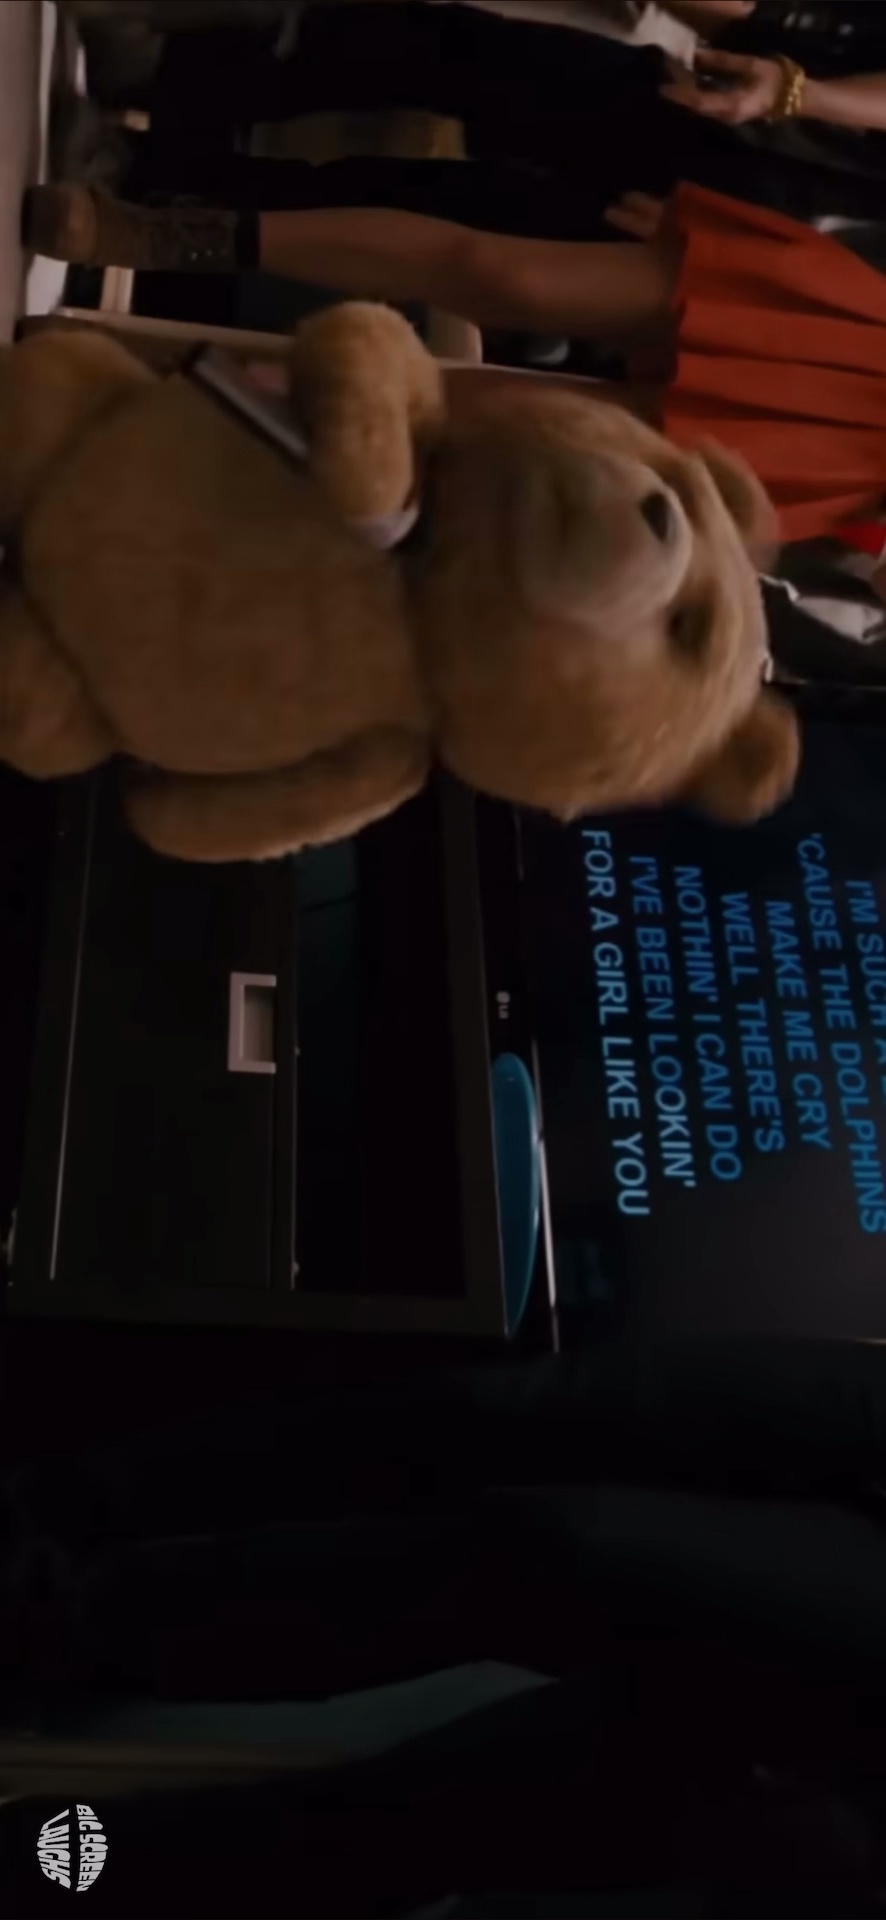 I'M SUCH A
'CAUSE THE DOLPHINS
MAKE ME CRY
WELL THERE'S
NOTHIN' I CAN DO
I'VE BEEN LOOKIN'
FOR A GIRL LIKE YOU
LG
BIG SCREEN
LAUGHS